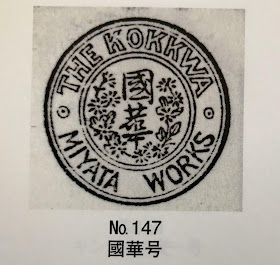 THE KOKKWA
國華
MIYATA WORKS
No.147
國華号